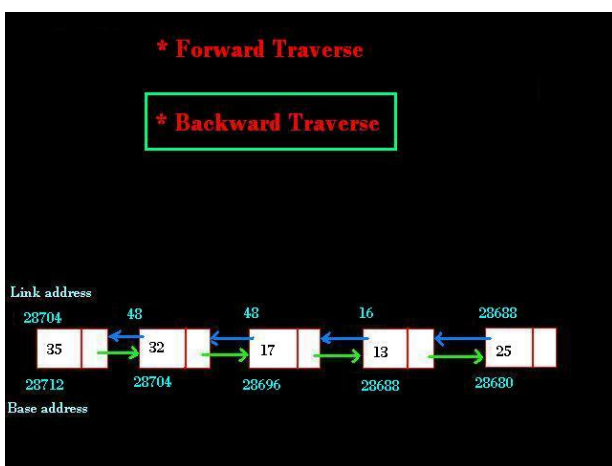 * Forward Traverse
* Backward Traverse
Link address
28704 48 48 16 28688
35 32 17 13 25
28712 28704 28696 28688 28680
Base address